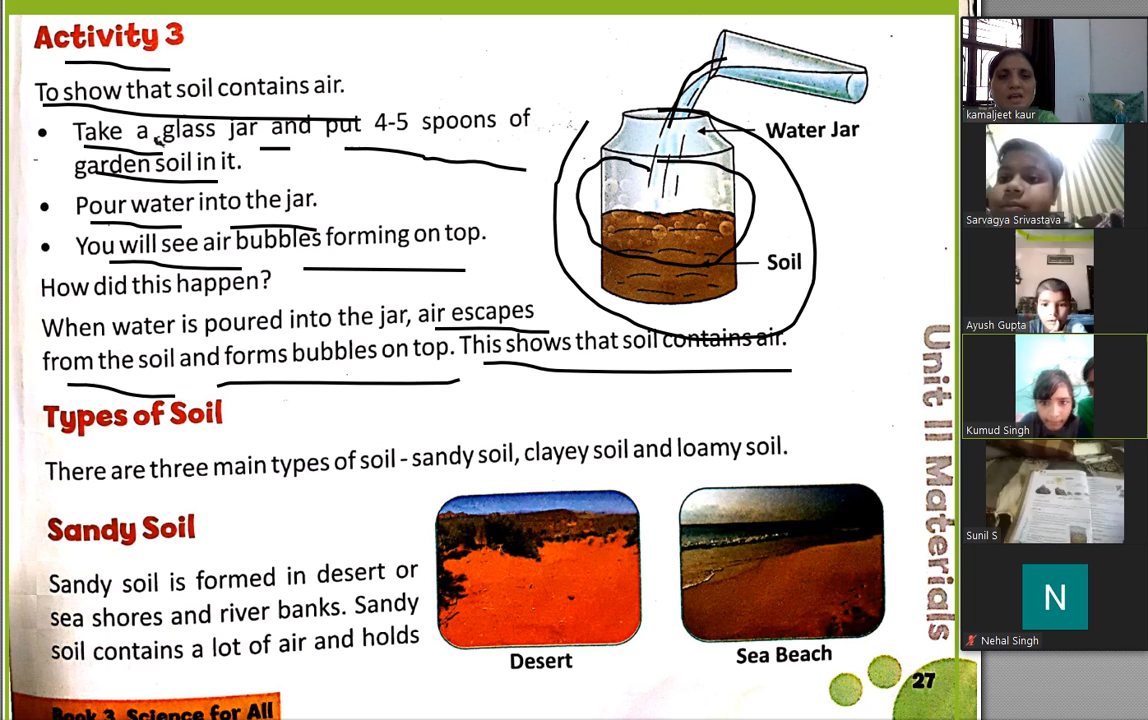 Activity 3
To show that soil contains air.
• Take a glass jar and put 4-5 spoons of
garden soil in it.
• Pour water into the jar.
• You will see air bubbles forming on top.
How did this happen?
When water is poured into the jar, air escapes
from the soil and forms bubbles on top. This shows that soil contains air.
Water Jar
Soil
Types of Soil
There are three main types of soil - sandy soil, clayey soil and loamy soil.
Sandy Soil
Sandy soil is formed in desert or
sea shores and river banks. Sandy
soil contains a lot of air and holds
Desert
Sea Beach
Unit II Materials
27
Book 3 Science for All
kamaljeet kaur
Sarvagya Srivastava
Ayush Gupta
Kumud Singh
Sunil S
N
Nehal Singh